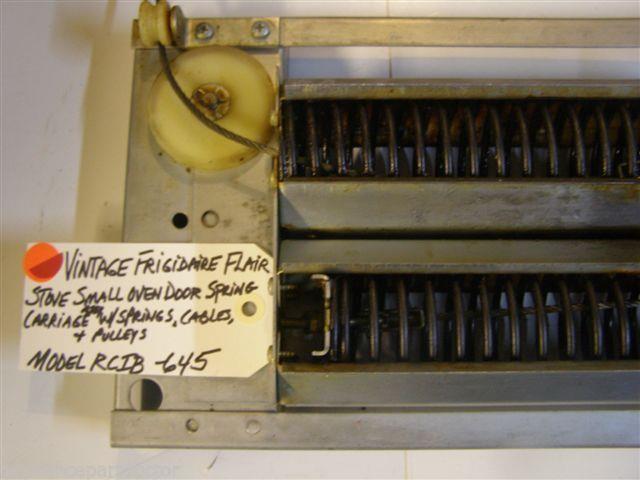 VINTAGE FRIGIDAIRE FLAIR
STOVE SMALL OVEN DOOR SPRING
CARRIAGE W/ SPRINGS, CABLES,
+ PULLEYS
MODEL RCIB-645